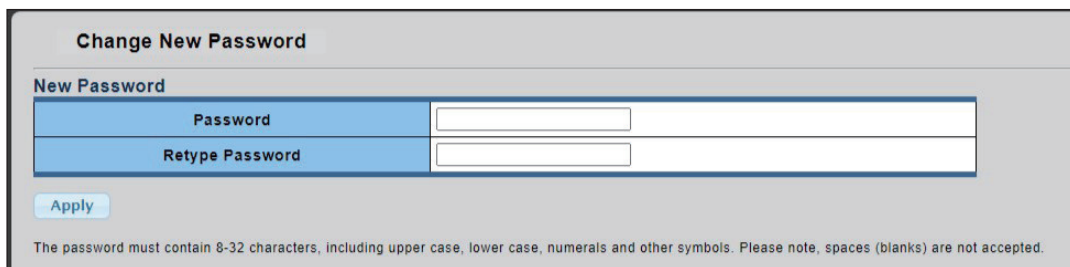 Change New Password
New Password
Password
Retype Password
Apply
The password must contain 8-32 characters, including upper case, lower case, numerals and other symbols. Please note, spaces (blanks) are not accepted.